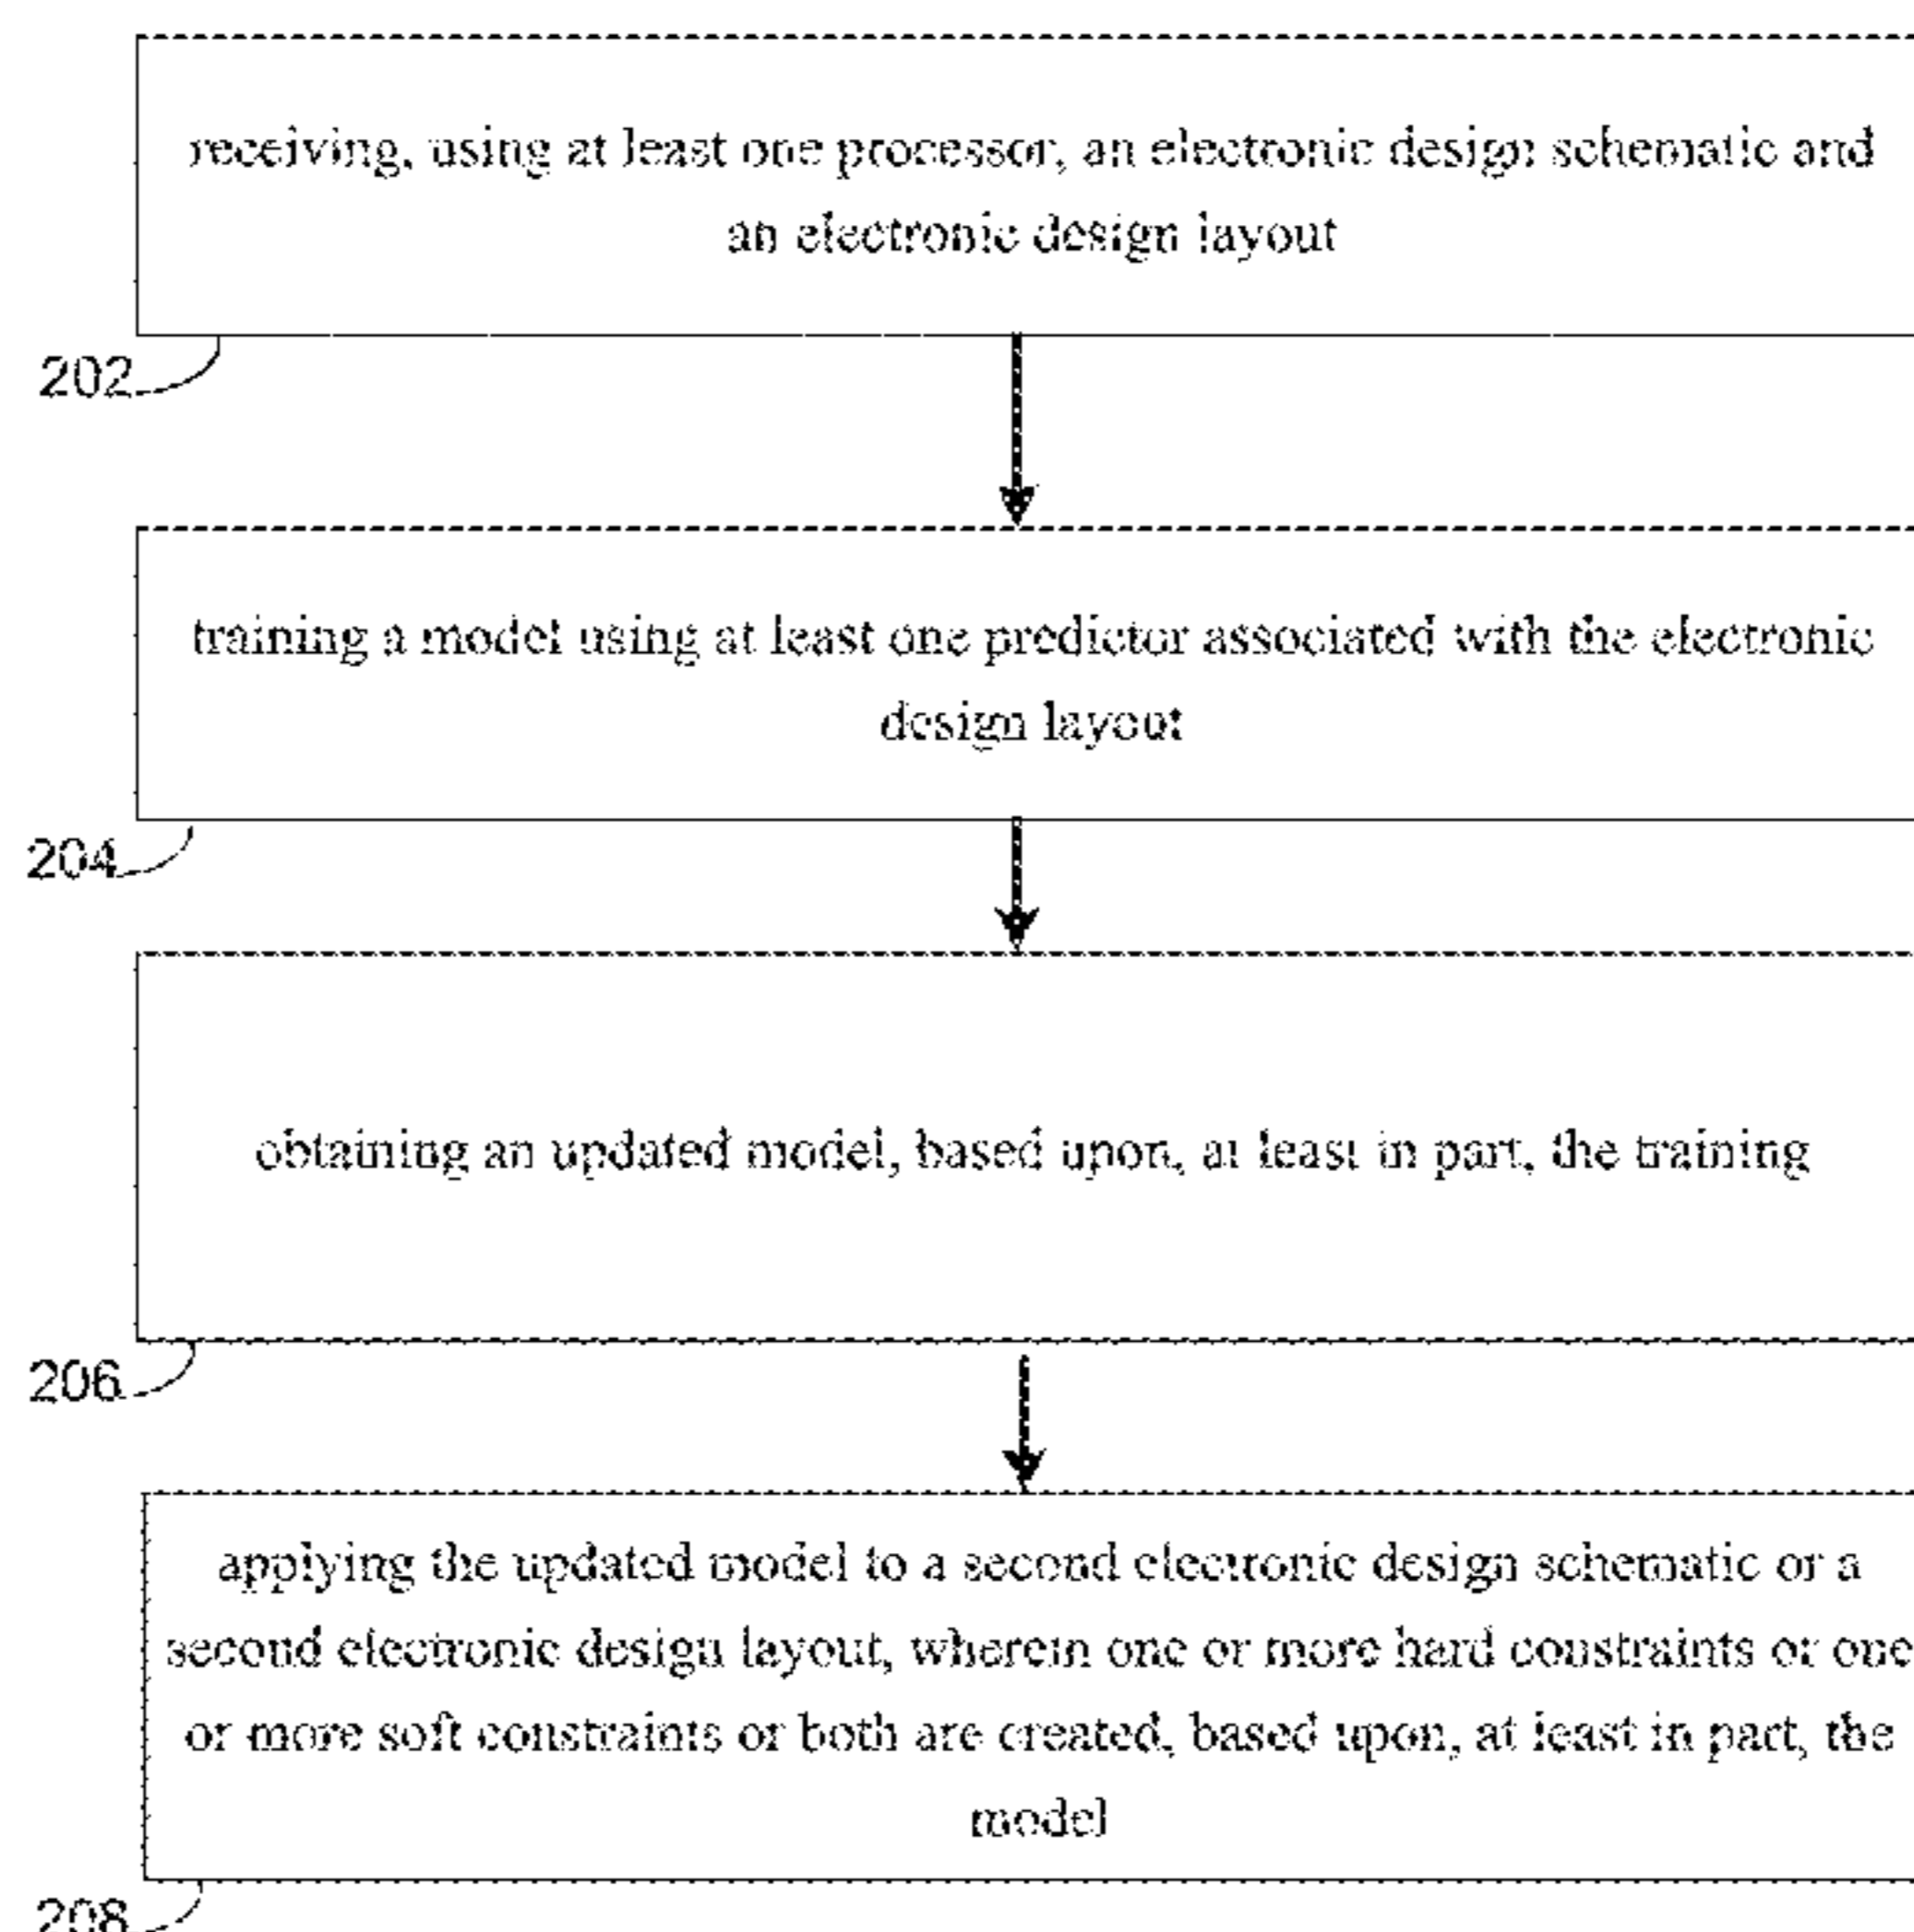 receiving, using at least one processor, an electronic design schematic and
an electronic design layout
202
training a model using at least one predictor associated with the electronic
design layout
204
obtaining an updated model, based upon, at least in part, the training
206
applying the updated model to a second electronic design schematic or a
second electronic design layout, wherein one or more hard constraints or one
or more soft constraints or both are created, based upon, at least in part, the
model
208